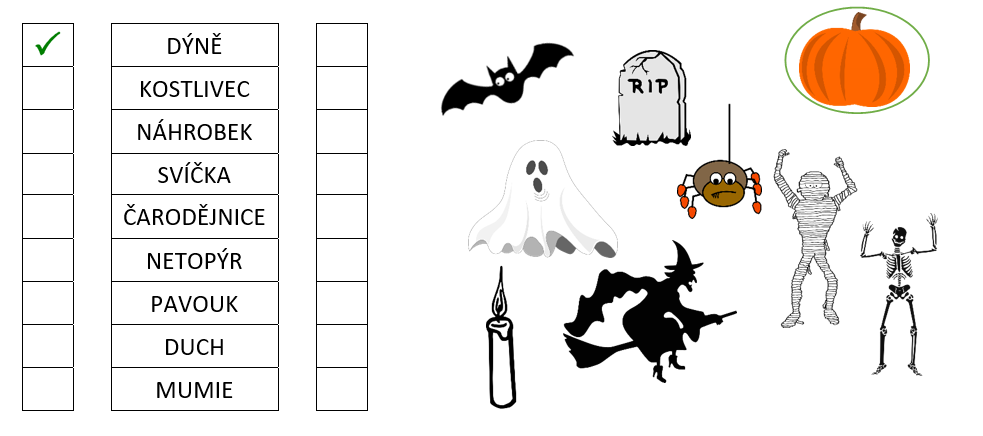 DÝNĚ
KOSTLIVEC
NÁHROBEK
SVÍČKA
ČARODĚJNICE
NETOPÝR
PAVOUK
DUCH
MUMIE
RIP